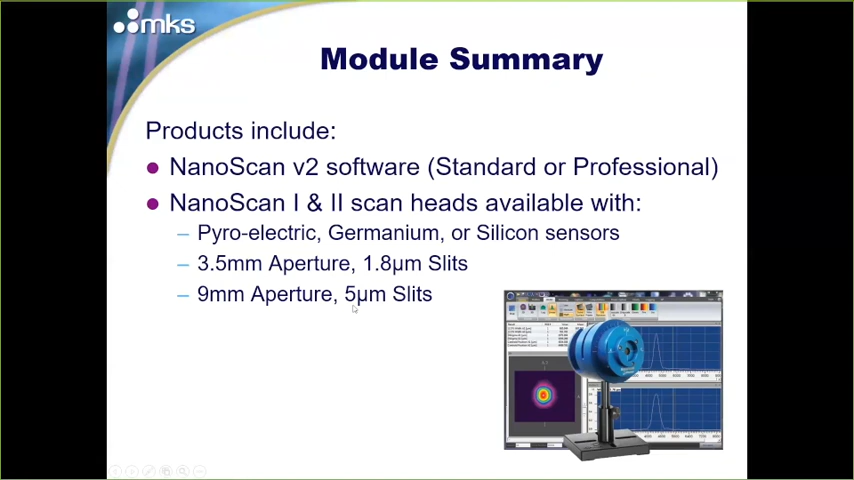 mks
Module Summary
Products include:
NanoScan v2 software (Standard or Professional)
NanoScan I & II scan heads available with:
– Pyro-electric, Germanium, or Silicon sensors
– 3.5mm Aperture, 1.8µm Slits
– 9mm Aperture, 5µm Slits